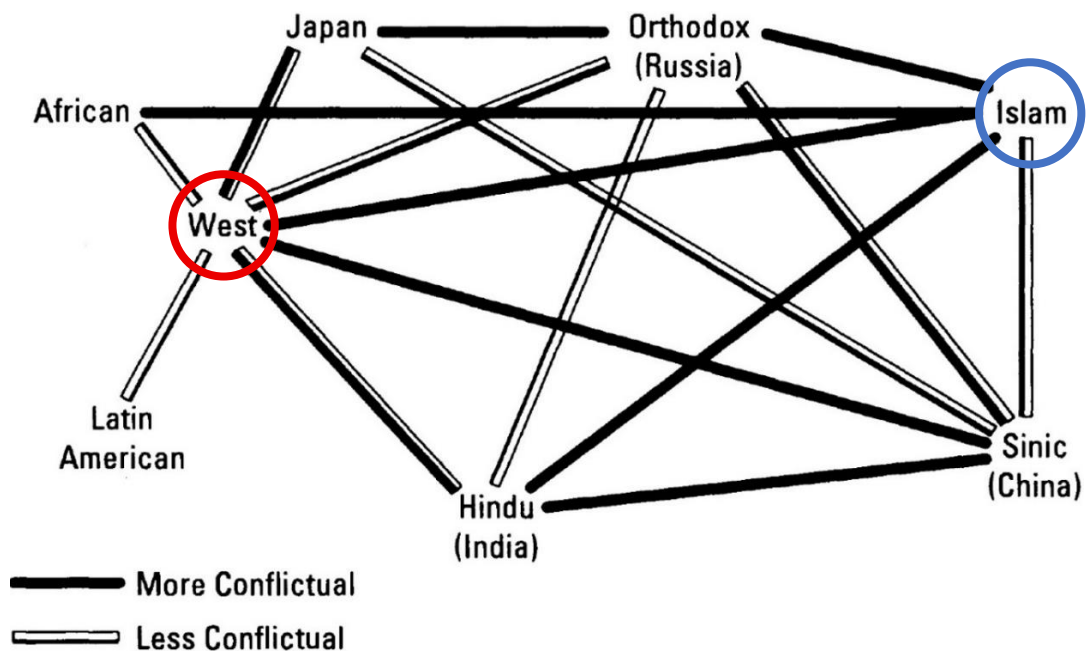 Japan
Orthodox
(Russia)
African
Islam
West
Latin
American
Sinic
(China)
Hindu
(India)
More Conflictual
Less Conflictual